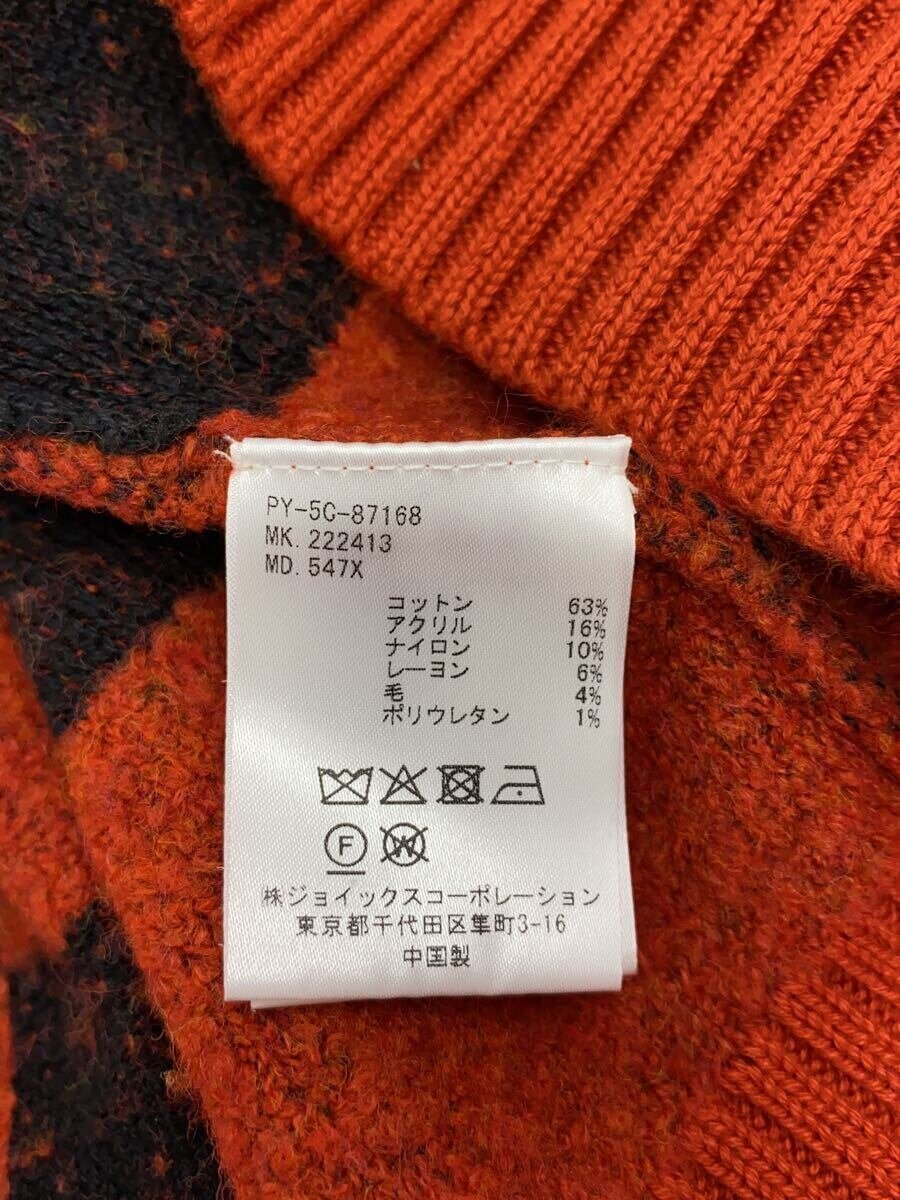 PY-5C-87168
MK. 222413
MD. 547X
コットン 63%
アクリル 16%
ナイロン 10%
レーヨン 6%
毛 4%
ポリウレタン 1%
F W
㈱ジョイックスコーポレーション
東京都千代田区隼町3-16
中国製